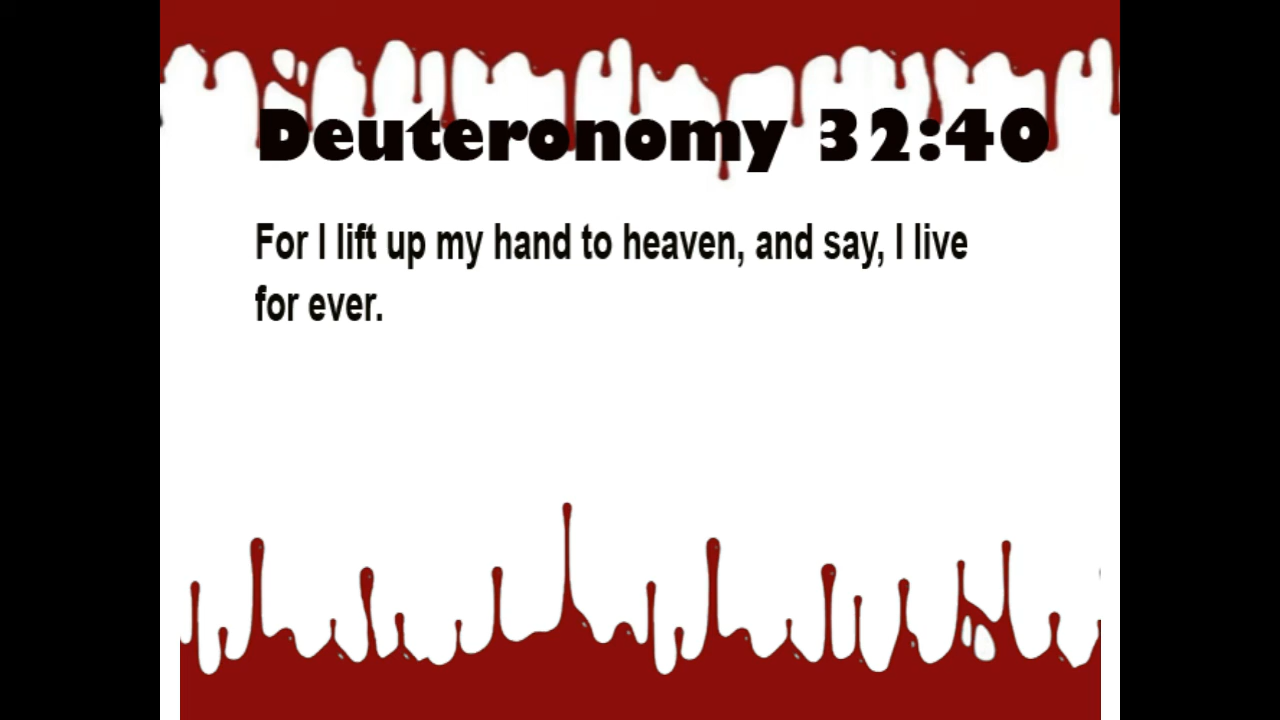 Deuteronomy 32:40
For I lift up my hand to heaven, and say, I live
for ever.